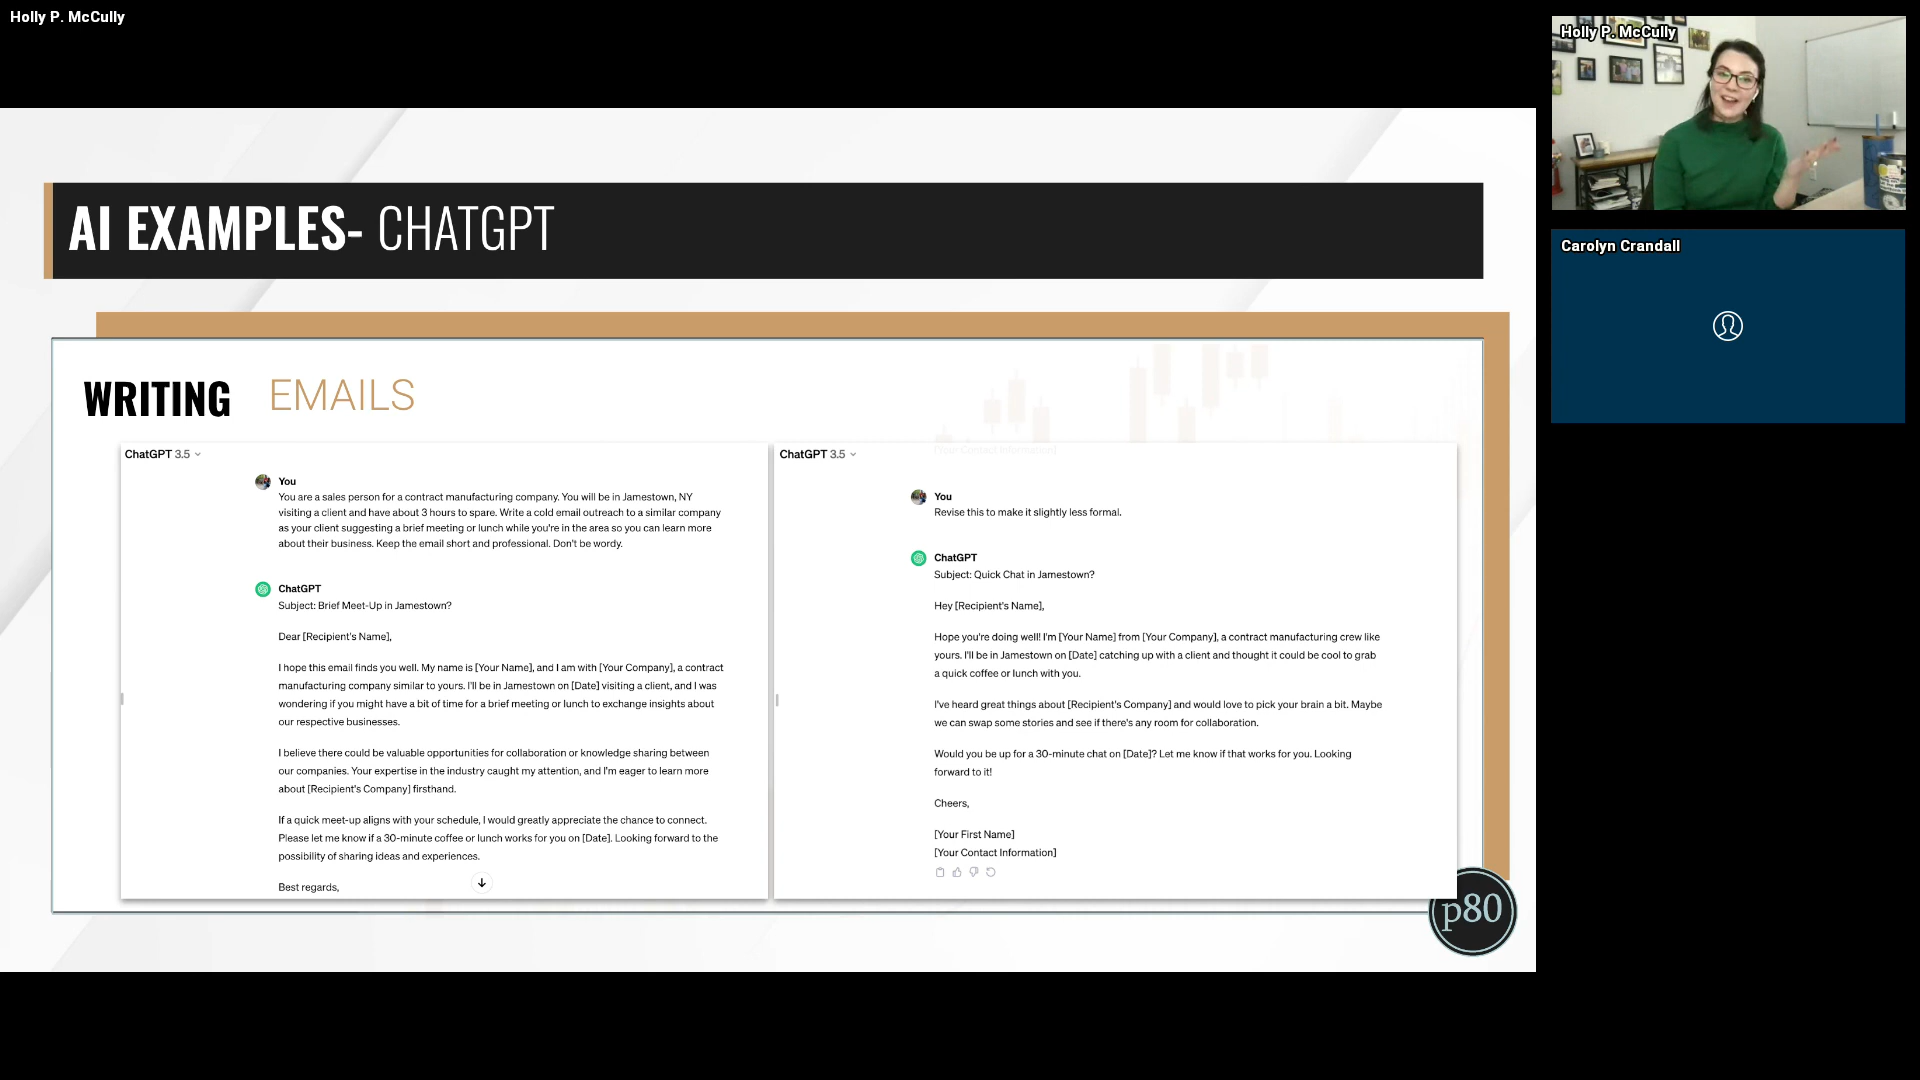 Holly P. McCully
AI EXAMPLES- CHATGPT
WRITING EMAILS
ChatGPT 3.5
You
You are a sales person for a contract manufacturing company. You will be in Jamestown, NY
visiting a client and have about 3 hours to spare. Write a cold email outreach to a similar company
as your client suggesting a brief meeting or lunch while you're in the area so you can learn more
about their business. Keep the email short and professional. Don't be wordy.
ChatGPT
Subject: Brief Meet-Up in Jamestown?
Dear [Recipient's Name],
I hope this email finds you well. My name is [Your Name], and I am with [Your Company], a contract
manufacturing company similar to yours. I'll be in Jamestown on [Date] visiting a client, and I was
wondering if you might have a bit of time for a brief meeting or lunch to exchange insights about
our respective businesses.
I believe there could be valuable opportunities for collaboration or knowledge sharing between
our companies. Your expertise in the industry caught my attention, and I'm eager to learn more
about [Recipient's Company] firsthand.
If a quick meet-up aligns with your schedule, I would greatly appreciate the chance to connect.
Please let me know if a 30-minute coffee or lunch works for you on [Date]. Looking forward to the
possibility of sharing ideas and experiences.
Best regards,
[Your Contact Information]
ChatGPT 3.5
You
Revise this to make it slightly less formal.
ChatGPT
Subject: Quick Chat in Jamestown?
Hey [Recipient's Name],
Hope you're doing well! I'm [Your Name] from [Your Company], a contract manufacturing crew like
yours. I'll be in Jamestown on [Date] catching up with a client and thought it could be cool to grab
a quick coffee or lunch with you.
I've heard great things about [Recipient's Company] and would love to pick your brain a bit. Maybe
we can swap some stories and see if there's any room for collaboration.
Would you be up for a 30-minute chat on [Date]? Let me know if that works for you. Looking
forward to it!
Cheers,
[Your First Name]
[Your Contact Information]
p80
Holly P. McCully
Carolyn Crandall